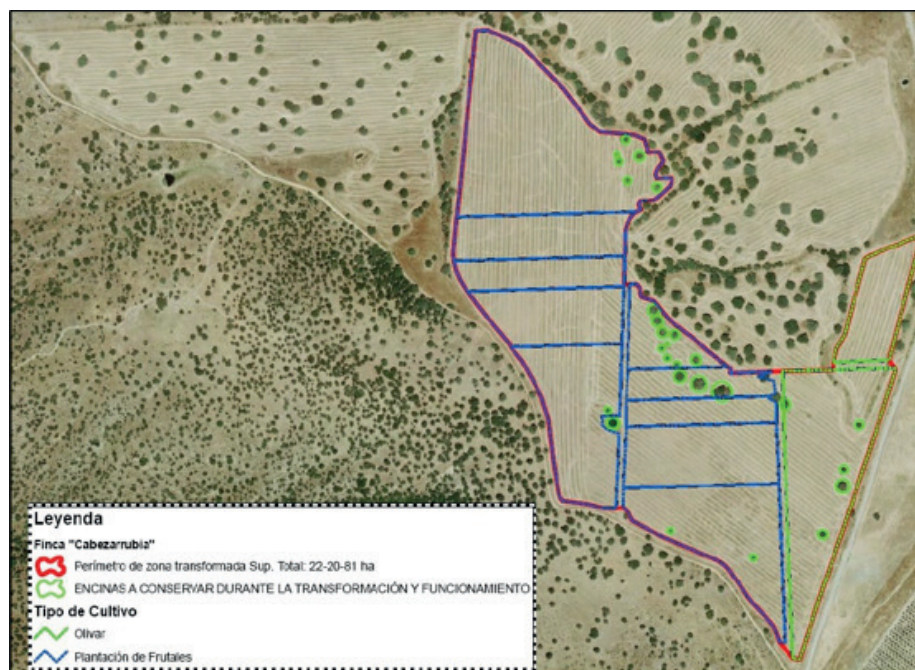 Leyenda
Finca "Cabezarrubia"
Perímetro de zona transformada Sup. Total: 22-20-81 ha
ENCINAS A CONSERVAR DURANTE LA TRANSFORMACIÓN Y FUNCIONAMIENTO
Tipo de Cultivo
Olivar
Plantación de Frutales